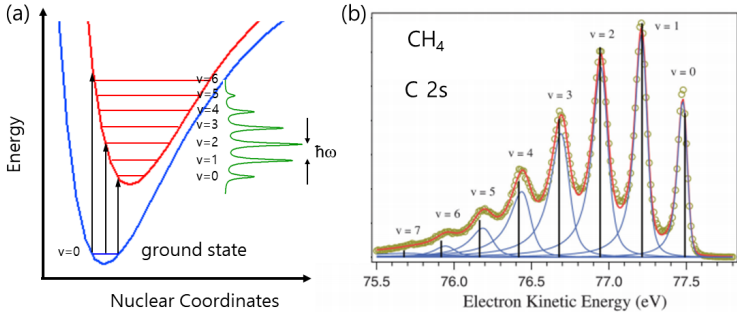 (a)
Energy
v=6
v=5
v=4
v=3
v=2
v=1
v=0
ħω
v=0
ground state
Nuclear Coordinates
(b)
CH4
C 2s
v = 1
v = 2
v = 0
v = 3
v = 4
v = 5
v = 6
v = 7
75.5 76.0 76.5 77.0 77.5
Electron Kinetic Energy (eV)